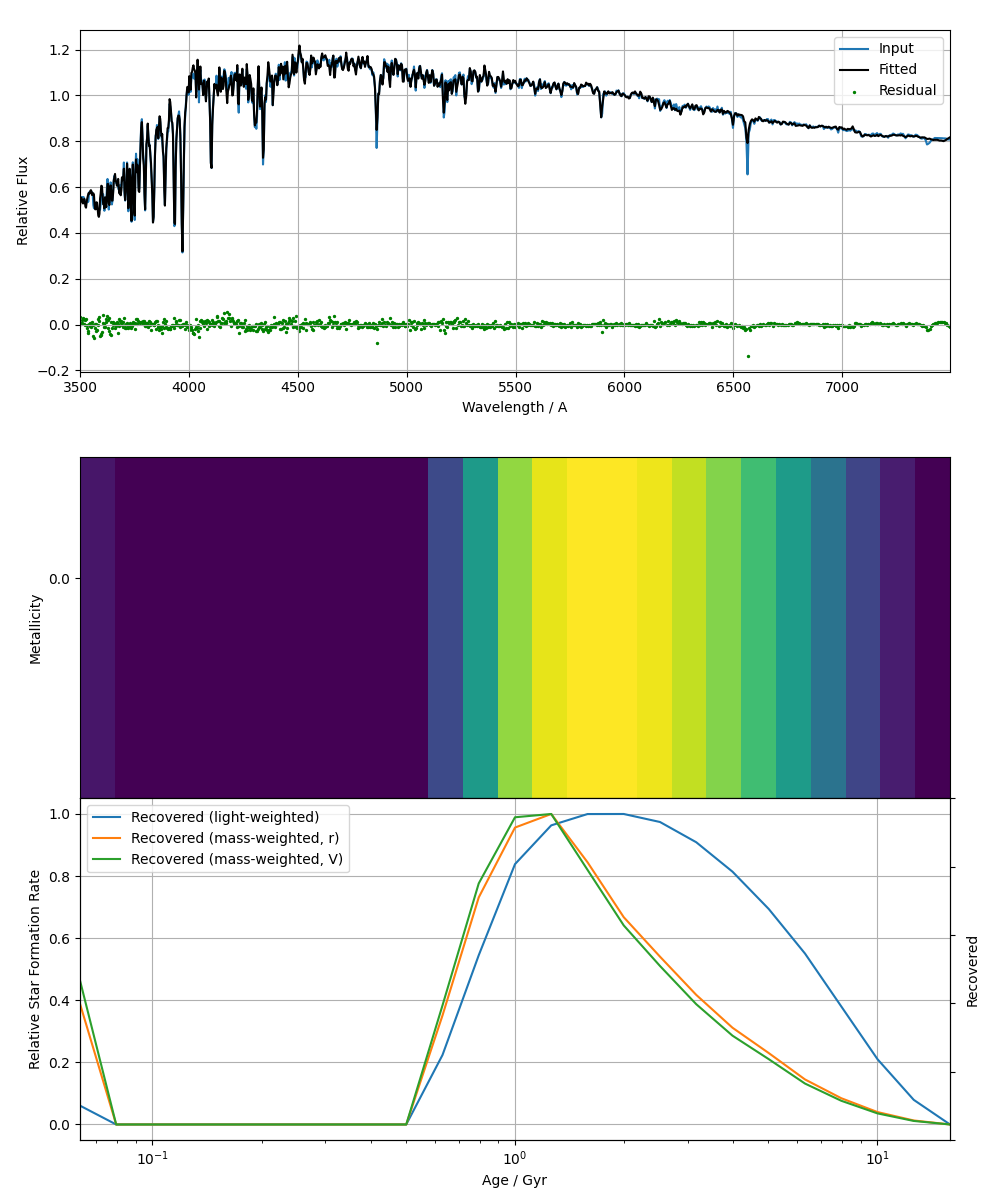 1.2
1.0
0.8
0.6
0.4
0.2
0.0
−0.2
Relative Flux
Input
Fitted
Residual
3500 4000 4500 5000 5500 6000 6500 7000
Wavelength / A
0.0
Metallicity
1.0
0.8
0.6
0.4
0.2
0.0
Relative Star Formation Rate
Recovered (light-weighted)
Recovered (mass-weighted, r)
Recovered (mass-weighted, V)
Recovered
10⁻¹ 10⁰ 10¹
Age / Gyr